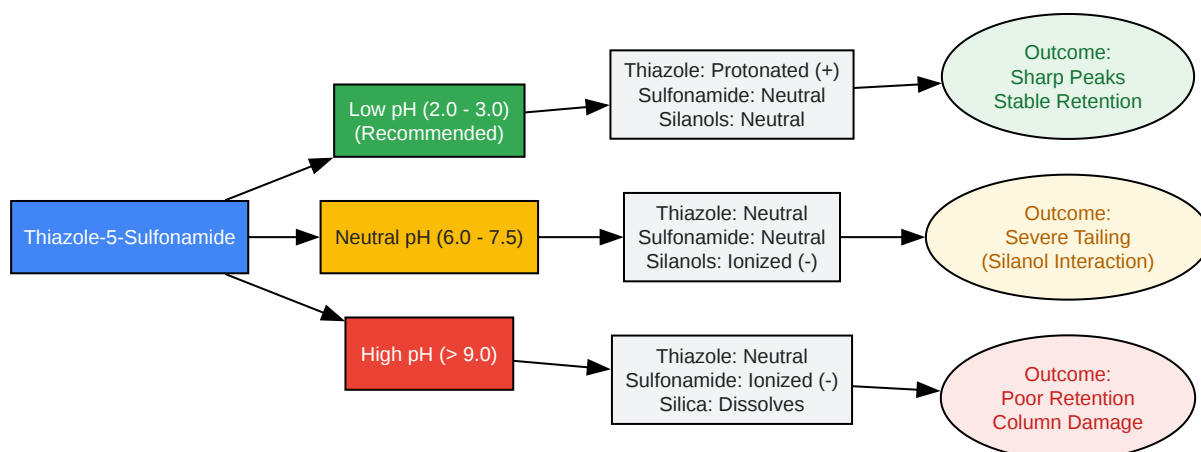 Thiazole-5-Sulfonamide
Low pH (2.0 - 3.0)
(Recommended)
Thiazole: Protonated (+)
Sulfonamide: Neutral
Silanols: Neutral
Outcome:
Sharp Peaks
Stable Retention
Neutral pH (6.0 - 7.5)
Thiazole: Neutral
Sulfonamide: Neutral
Silanols: Ionized (-)
Outcome:
Severe Tailing
(Silanol Interaction)
High pH (> 9.0)
Thiazole: Neutral
Sulfonamide: Ionized (-)
Silica: Dissolves
Outcome:
Poor Retention
Column Damage